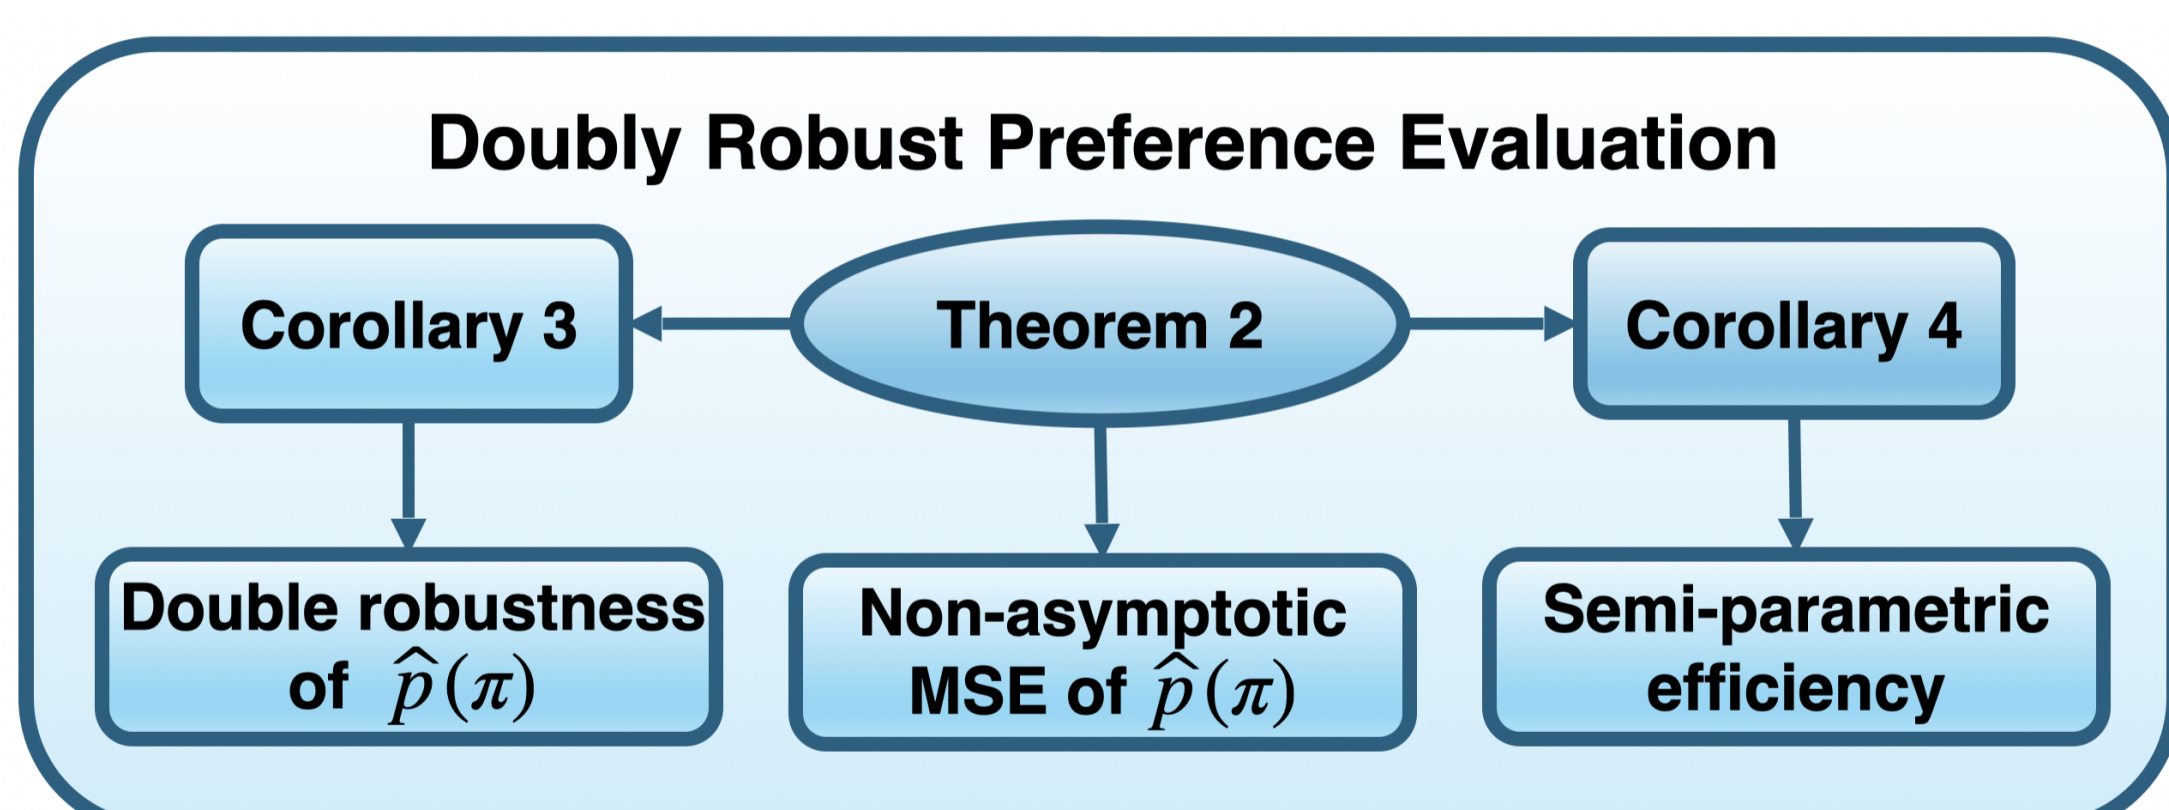 Doubly Robust Preference Evaluation
Corollary 3
Theorem 2
Corollary 4
Double robustness
of p̂(π)
Non-asymptotic
MSE of p̂(π)
Semi-parametric
efficiency